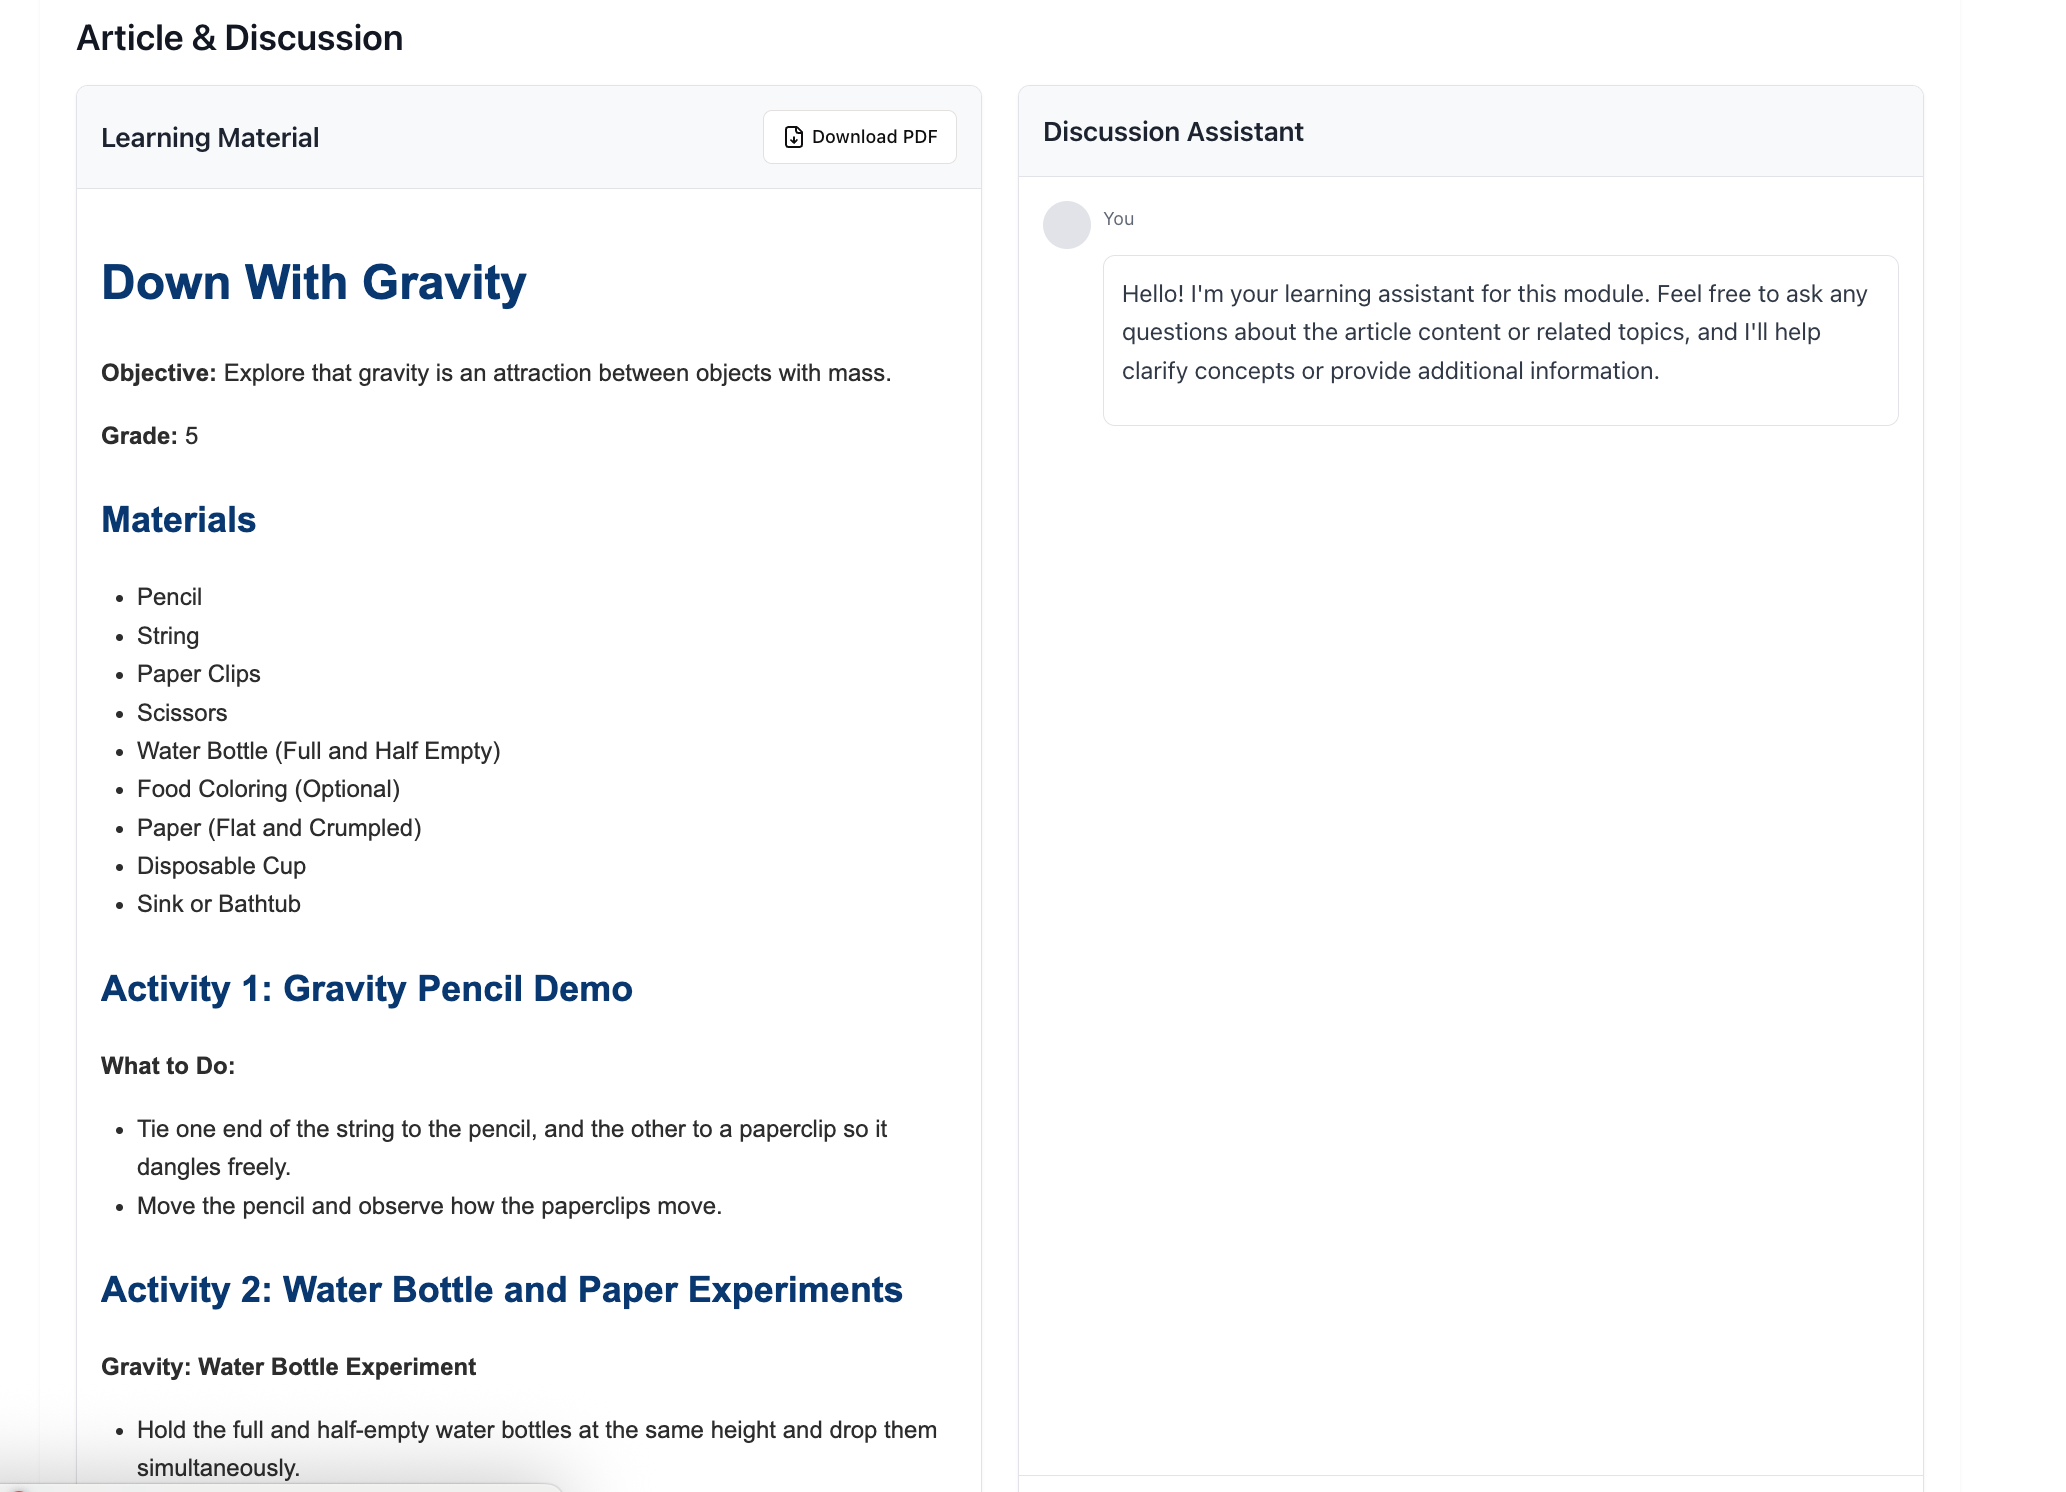 Article & Discussion
Learning Material
Download PDF
Down With Gravity
Objective: Explore that gravity is an attraction between objects with mass.
Grade: 5
Materials
Pencil
String
Paper Clips
Scissors
Water Bottle (Full and Half Empty)
Food Coloring (Optional)
Paper (Flat and Crumpled)
Disposable Cup
Sink or Bathtub
Activity 1: Gravity Pencil Demo
What to Do:
Tie one end of the string to the pencil, and the other to a paperclip so it
dangles freely.
Move the pencil and observe how the paperclips move.
Activity 2: Water Bottle and Paper Experiments
Gravity: Water Bottle Experiment
Hold the full and half-empty water bottles at the same height and drop them
simultaneously.
Discussion Assistant
You
Hello! I'm your learning assistant for this module. Feel free to ask any
questions about the article content or related topics, and I'll help
clarify concepts or provide additional information.